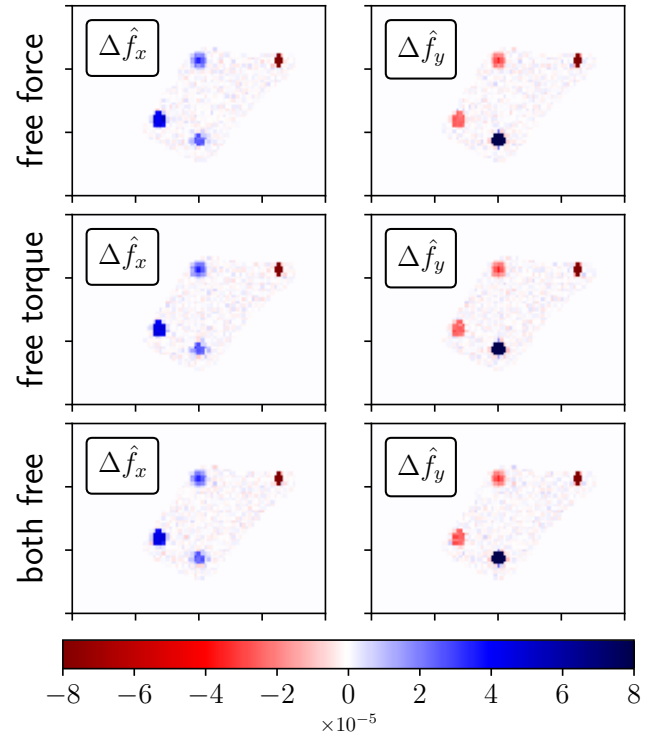 free force
Δf̂ₓ
Δf̂ᵧ
free torque
Δf̂ₓ
Δf̂ᵧ
both free
Δf̂ₓ
Δf̂ᵧ
−8 −6 −4 −2 0 2 4 6 8
×10⁻⁵